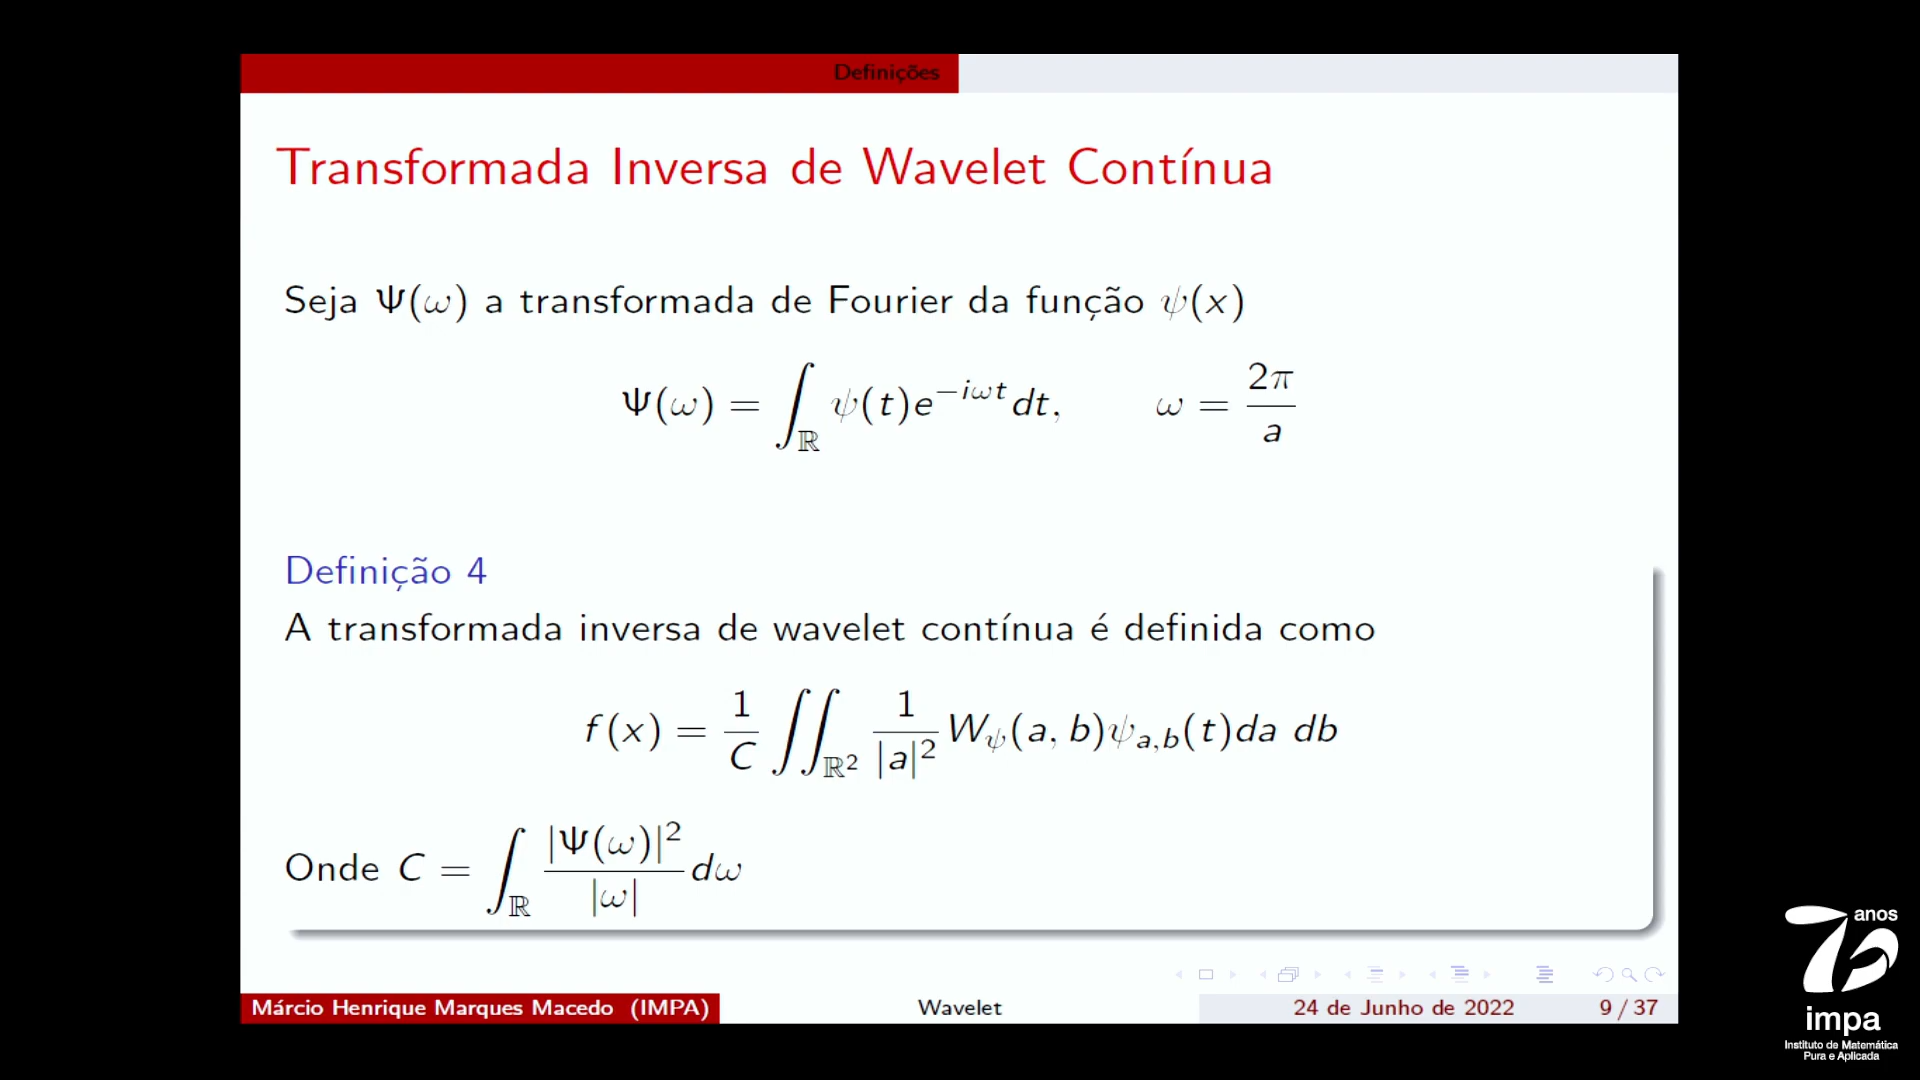 Definições
Transformada Inversa de Wavelet Contínua
Seja Ψ(ω) a transformada de Fourier da função ψ(x)
Ψ(ω) = ∫_ℝ ψ(t)e^{−iωt} dt, ω = 2π/a
Definição 4
A transformada inversa de wavelet contínua é definida como
f(x) = 1/C ∬_{ℝ²} 1/|a|² W_ψ(a, b)ψ_{a,b}(t)da db
Onde C = ∫_ℝ |Ψ(ω)|²/|ω| dω
Márcio Henrique Marques Macedo (IMPA) Wavelet 24 de Junho de 2022 9 / 37
70 anos
impa
Instituto de Matemática
Pura e Aplicada